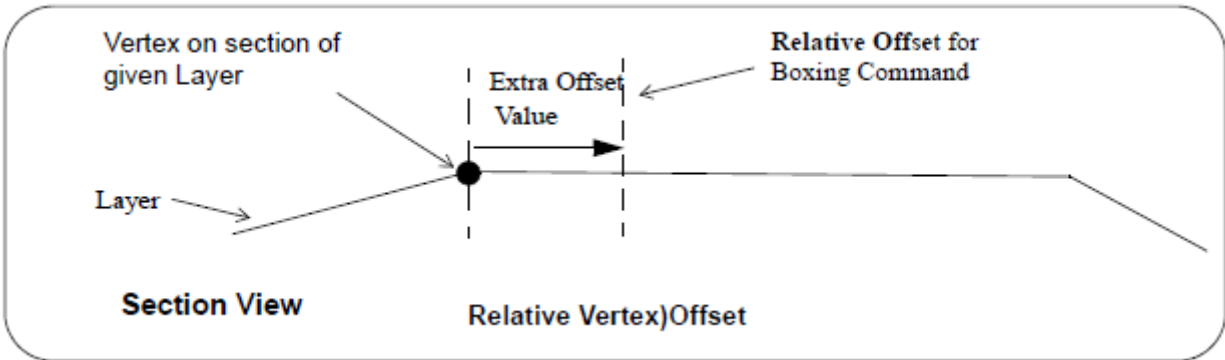 Vertex on section of
given Layer
Relative Offset for
Boxing Command
Extra Offset
Value
Layer
Section View
Relative Vertex)Offset